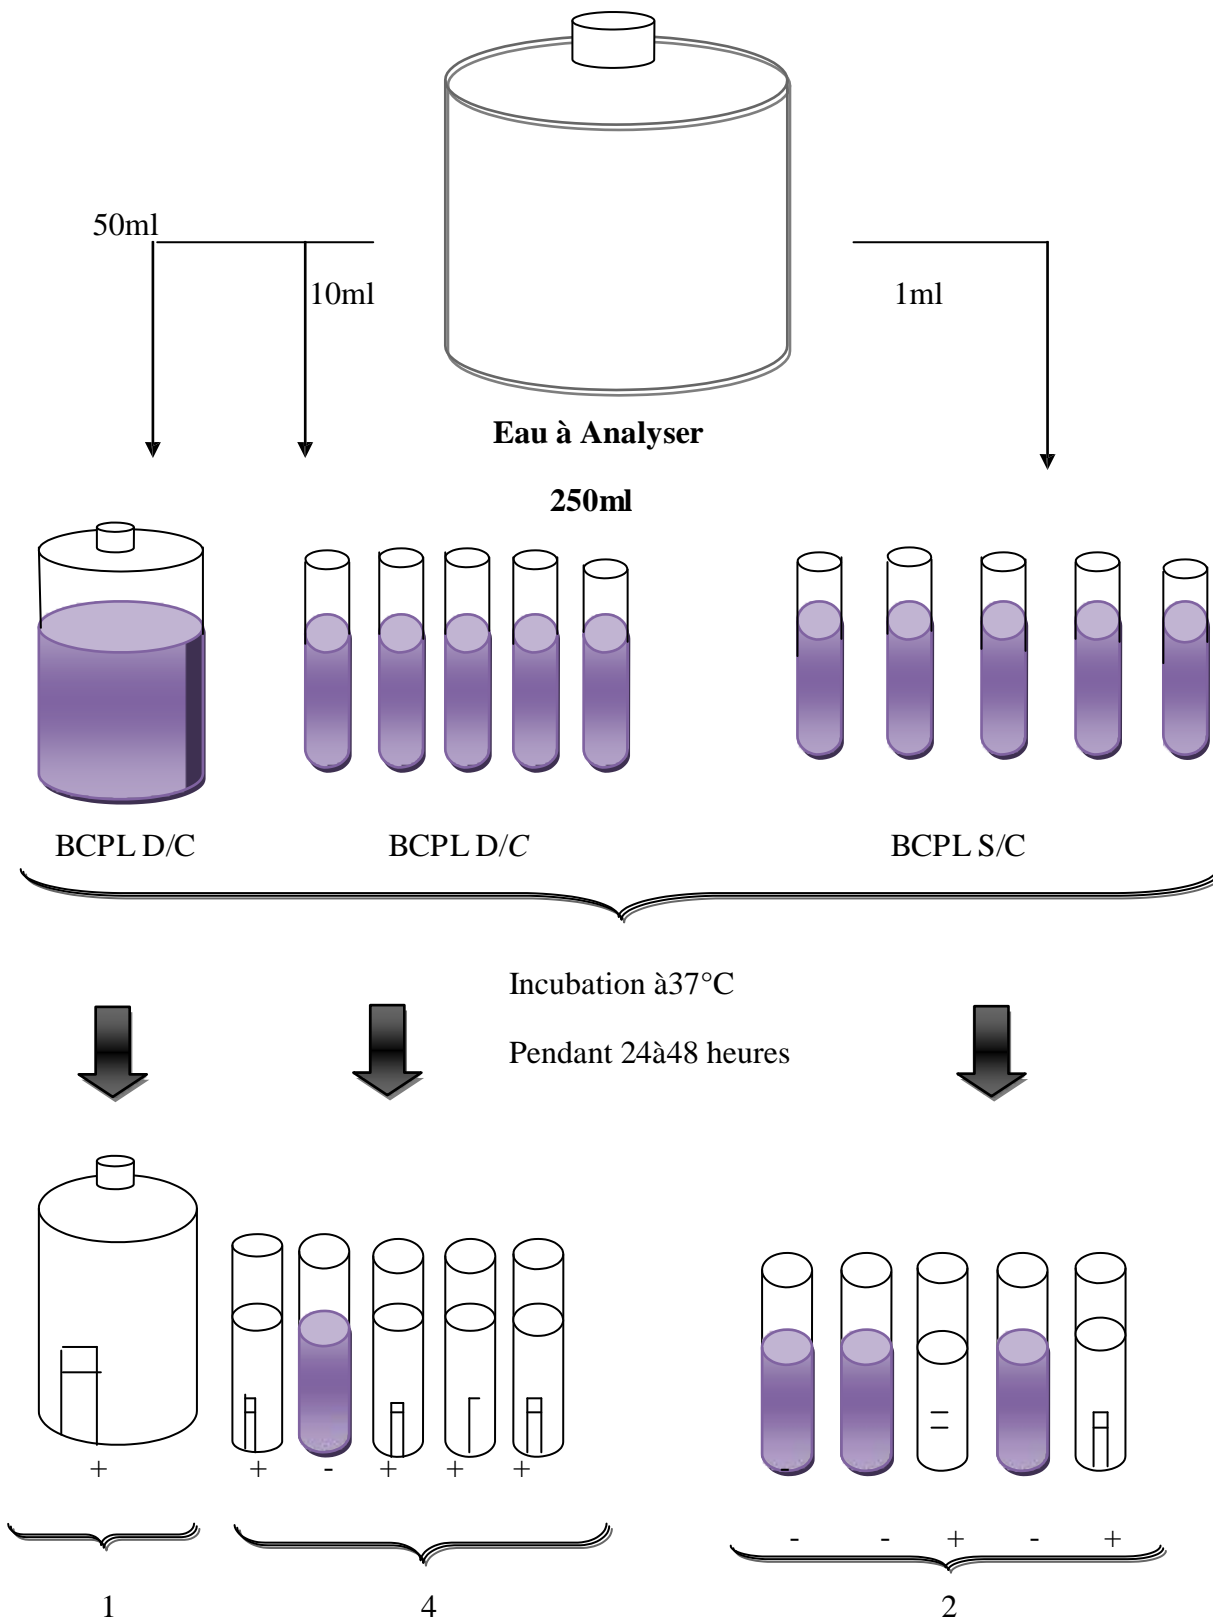 50ml
10ml
1ml
Eau à Analyser
250ml
BCPL D/C
BCPL D/C
BCPL S/C
Incubation à37°C
Pendant 24à48 heures
+
+ - + + +
- - + - +
1
4
2